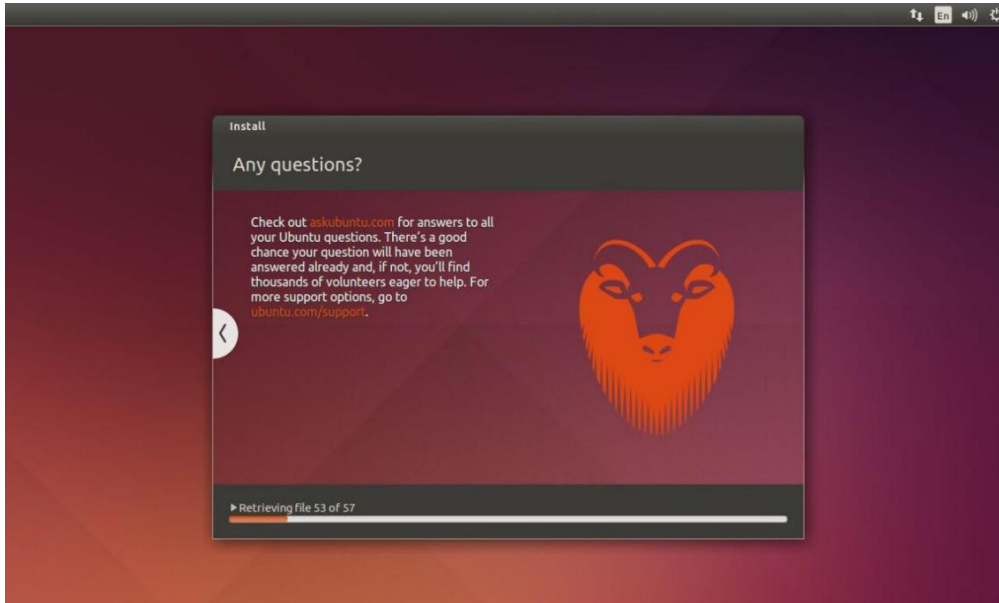 En
Install
Any questions?
Check out askubuntu.com for answers to all
your Ubuntu questions. There's a good
chance your question will have been
answered already and, if not, you'll find
thousands of volunteers eager to help. For
more support options, go to
ubuntu.com/support.
Retrieving file 53 of 57